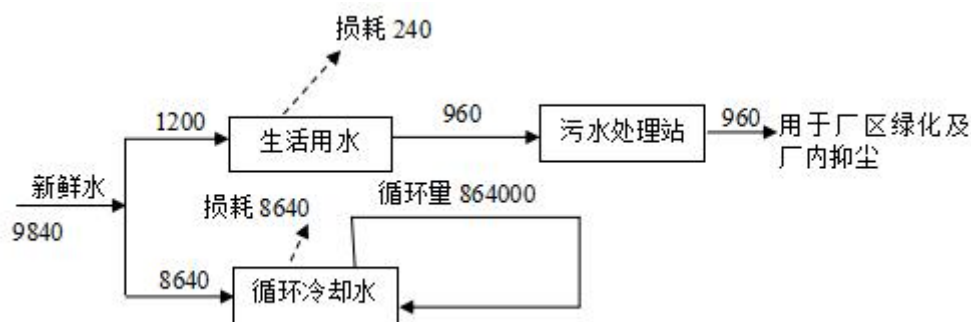 损耗 240
1200
生活用水
960
污水处理站
960
用于厂区绿化及
厂内抑尘
新鲜水
9840
损耗 8640
循环量 864000
8640
循环冷却水